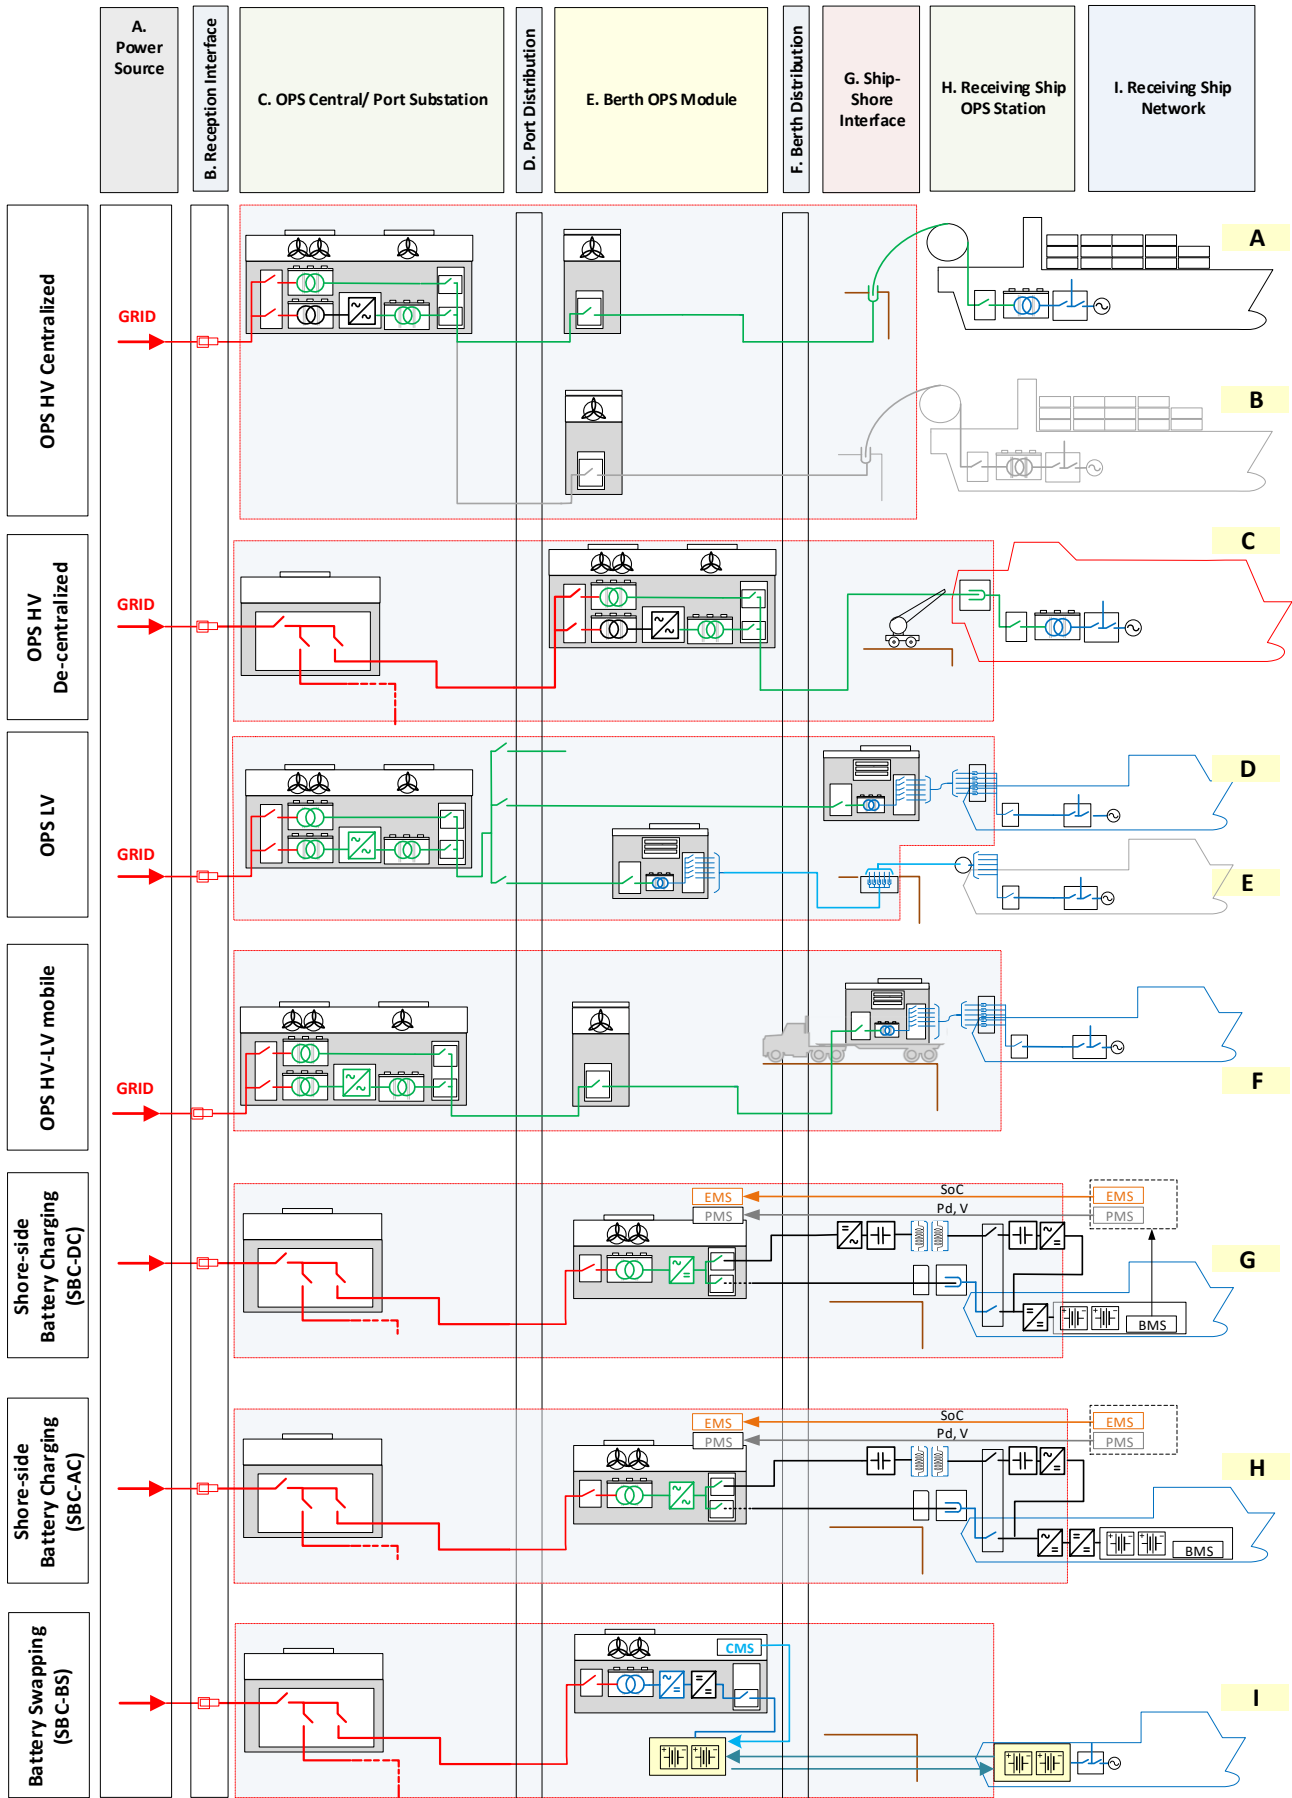 A.
Power
Source
B. Reception Interface
C. OPS Central/ Port Substation
D. Port Distribution
E. Berth OPS Module
F. Berth Distribution
G. Ship-
Shore
Interface
H. Receiving Ship
OPS Station
I. Receiving Ship
Network
OPS HV Centralized
GRID
A
B
OPS HV
De-centralized
GRID
C
OPS LV
GRID
D
E
OPS HV-LV mobile
GRID
F
Shore-side
Battery Charging
(SBC-DC)
EMS
SoC
EMS
PMS
Pd, V
PMS
G
BMS
Shore-side
Battery Charging
(SBC-AC)
EMS
SoC
EMS
PMS
Pd, V
PMS
H
BMS
Battery Swapping
(SBC-BS)
CMS
I